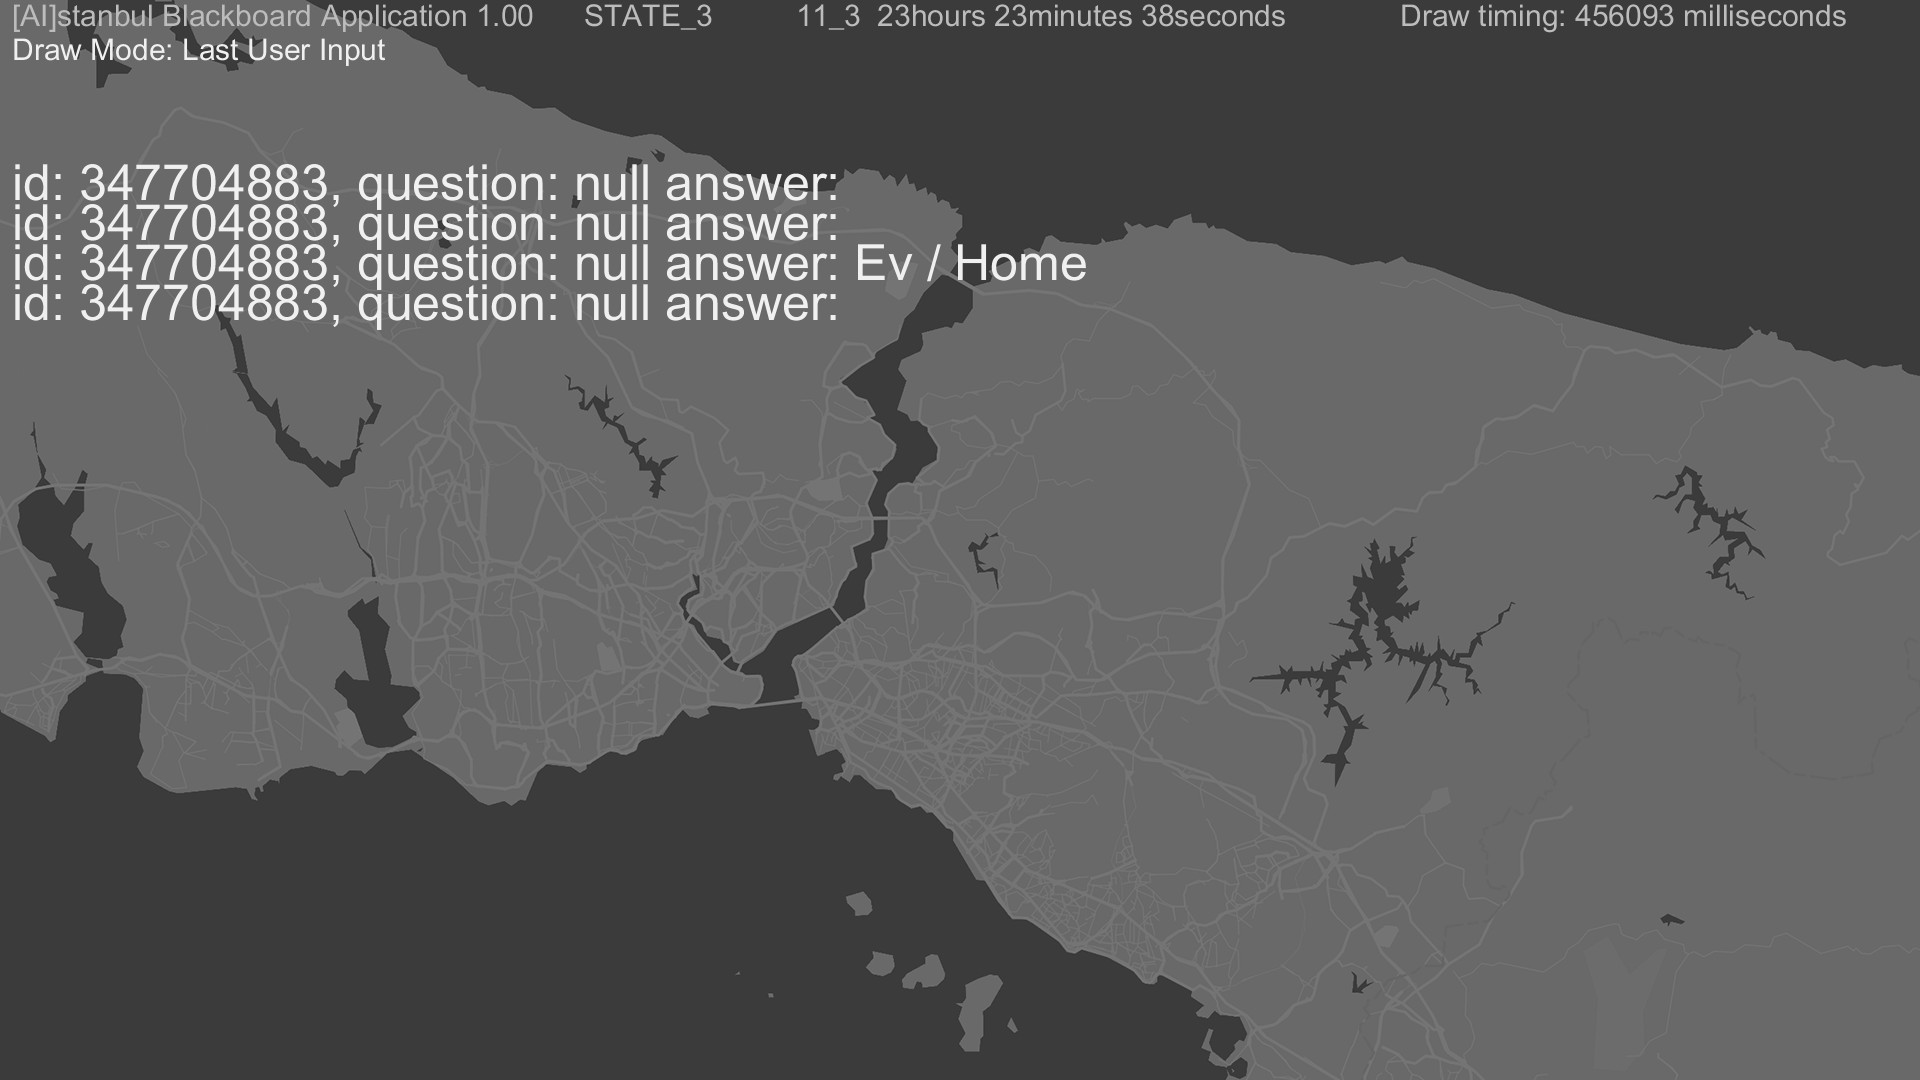 [AI]stanbul Blackboard Application 1.00 STATE_3 11_3 23hours 23minutes 38seconds Draw timing: 456093 milliseconds
Draw Mode: Last User Input
id: 347704883, question: null answer:
id: 347704883, question: null answer:
id: 347704883, question: null answer: Ev / Home
id: 347704883, question: null answer: